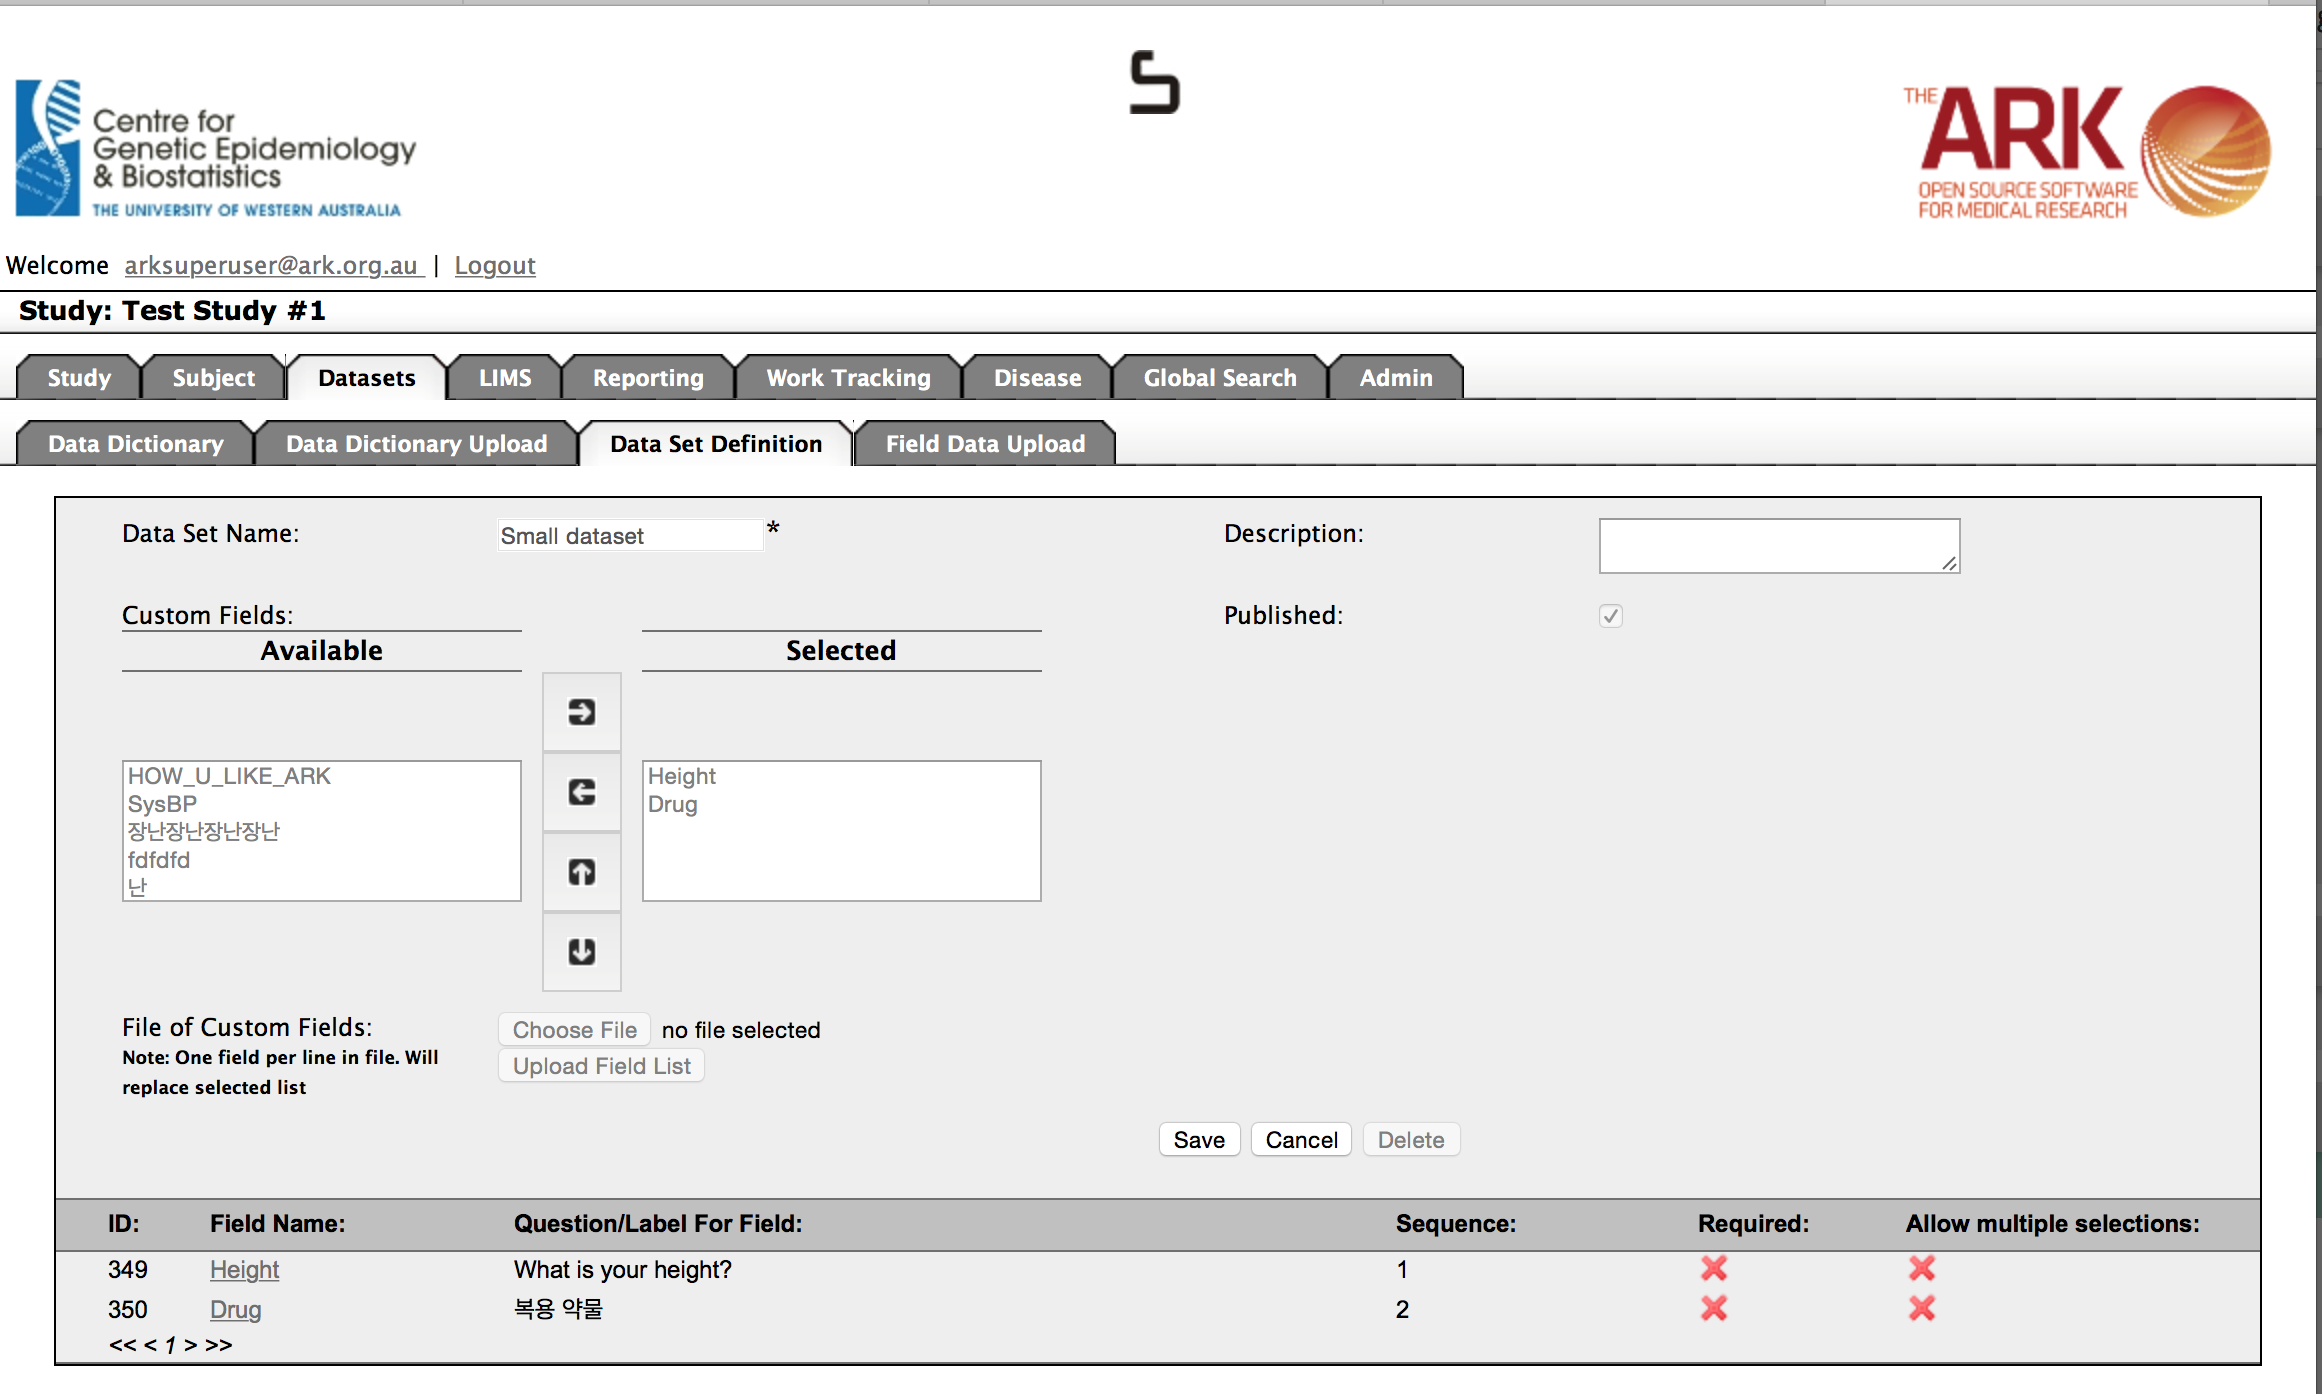 S
Centre for
Genetic Epidemiology
& Biostatistics
THE UNIVERSITY OF WESTERN AUSTRALIA
THE ARK
OPEN SOURCE SOFTWARE
FOR MEDICAL RESEARCH
Welcome arksuperuser@ark.org.au | Logout
Study: Test Study #1
Study Subject Datasets LIMS Reporting Work Tracking Disease Global Search Admin
Data Dictionary Data Dictionary Upload Data Set Definition Field Data Upload
Data Set Name: Small dataset * Description:
Custom Fields: Published:
Available Selected
HOW_U_LIKE_ARK
SysBP
장난장난장난장난
fdfdfd
난
Height
Drug
File of Custom Fields: Choose File no file selected
Note: One field per line in file. Will
replace selected list
Upload Field List
Save Cancel Delete
ID: Field Name: Question/Label For Field: Sequence: Required: Allow multiple selections:
349 Height What is your height? 1
350 Drug 복용 약물 2
<< < 1 > >>